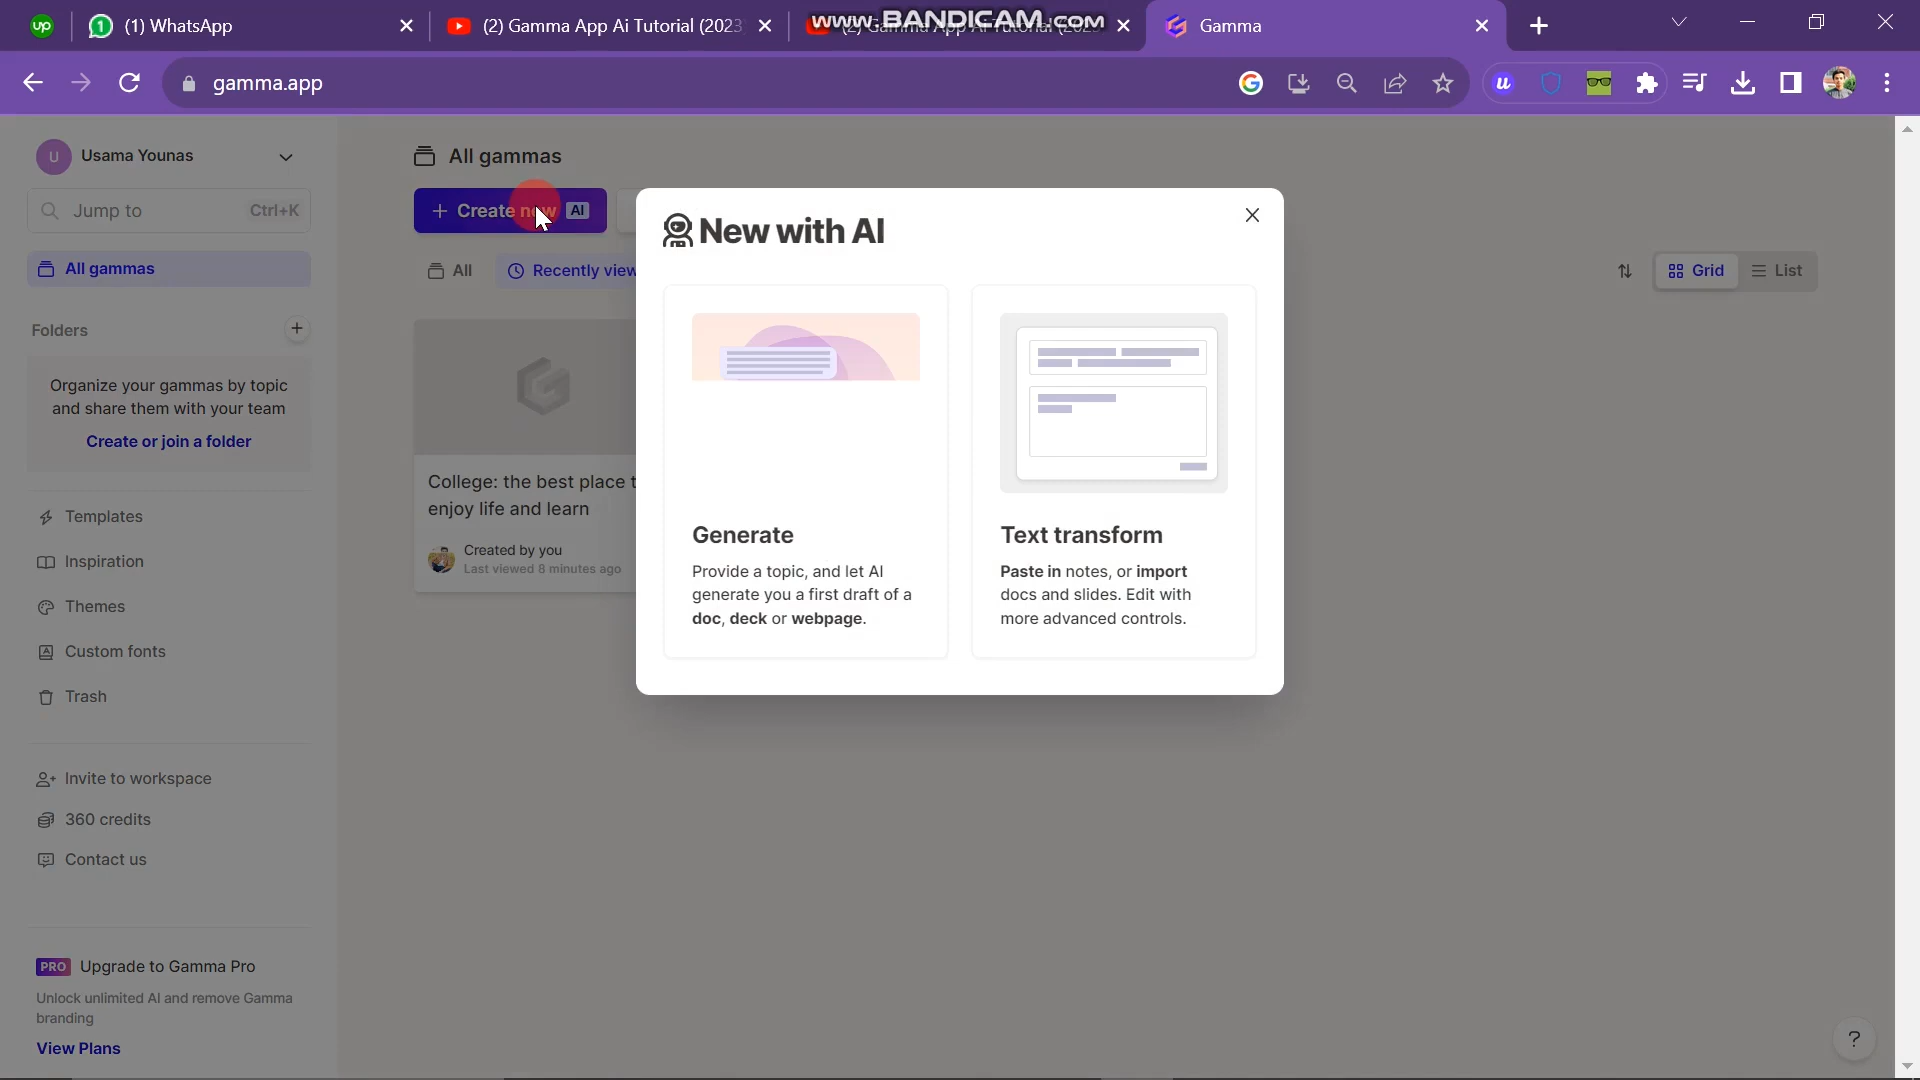 up
(1) WhatsApp
(2) Gamma App Ai Tutorial (2023
www.BANDICAM.com
Gamma
gamma.app
U
Usama Younas
Jump to
Ctrl+K
All gammas
Folders
Organize your gammas by topic
and share them with your team
Create or join a folder
Templates
Inspiration
Themes
Custom fonts
Trash
Invite to workspace
360 credits
Contact us
PRO Upgrade to Gamma Pro
Unlock unlimited AI and remove Gamma
branding
View Plans
All gammas
+ Create new AI
All
Recently view
Grid
List
College: the best place t
enjoy life and learn
Created by you
Last viewed 8 minutes ago
New with AI
Generate
Provide a topic, and let AI
generate you a first draft of a
doc, deck or webpage.
Text transform
Paste in notes, or import
docs and slides. Edit with
more advanced controls.
?